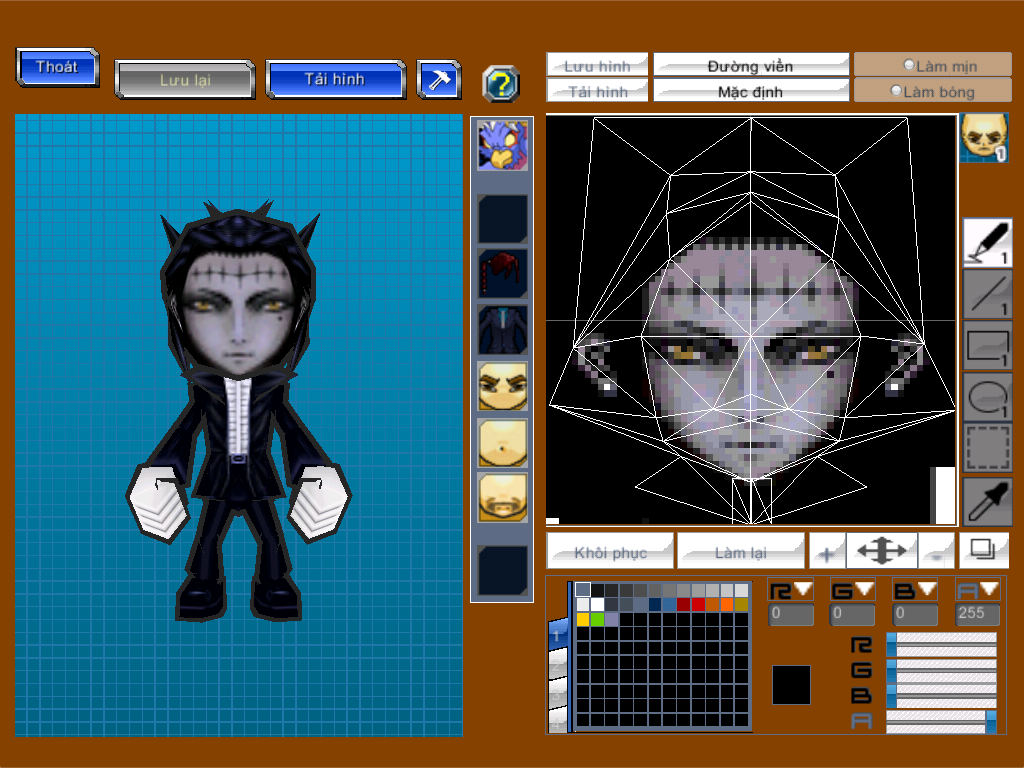 Thoát
Lưu lại
Tải hình
?
Lưu hình
Đường viền
Làm mịn
Tải hình
Mặc định
Làm bóng
1
1
1
1
1
Khôi phục
Làm lại
+
-
R G B A
0 0 0 255
1
R
G
B
A